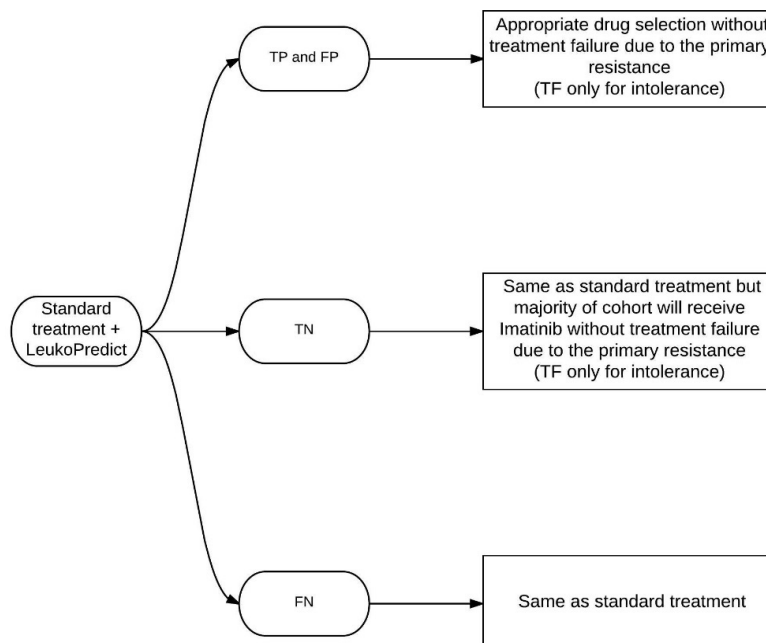 TP and FP
Appropriate drug selection without
treatment failure due to the primary
resistance
(TF only for intolerance)
Standard
treatment +
LeukoPredict
TN
Same as standard treatment but
majority of cohort will receive
Imatinib without treatment failure
due to the primary resistance
(TF only for intolerance)
FN
Same as standard treatment